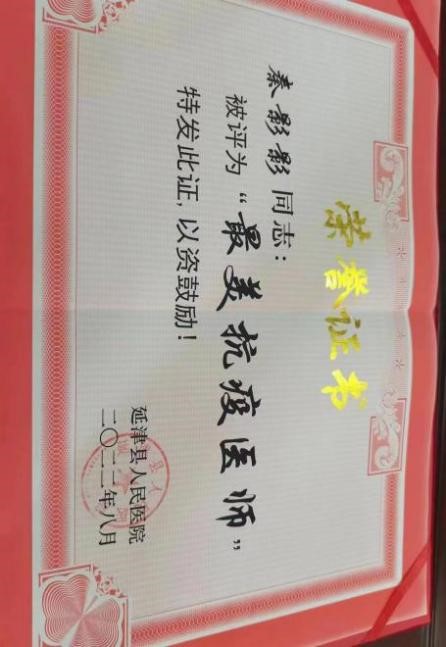 荣誉证书
秦影影同志：
被评为“最美抗疫医师”
特发此证，以资鼓励！
延津县人民医院
二〇二二年八月